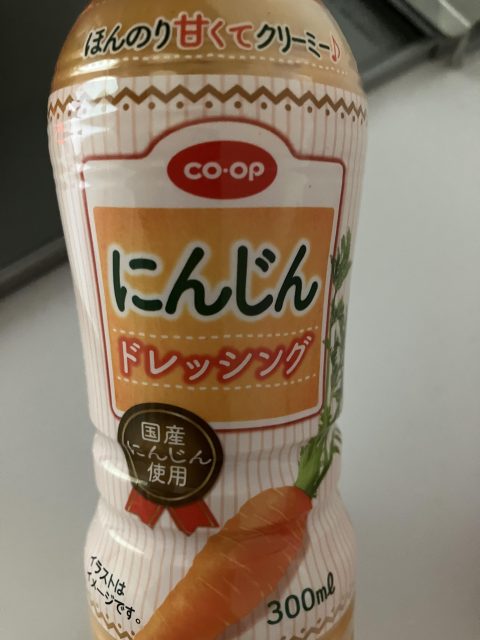 ほんのり甘くてクリーミー♪
CO・OP
にんじん
ドレッシング
国産
にんじん
使用
イラストは
イメージです。
300ml